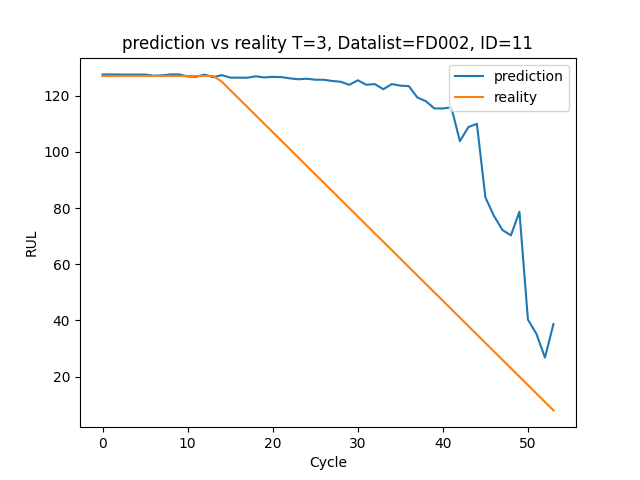 prediction vs reality T=3, Datalist=FD002, ID=11
prediction
reality
RUL
120
100
80
60
40
20
0 10 20 30 40 50
Cycle